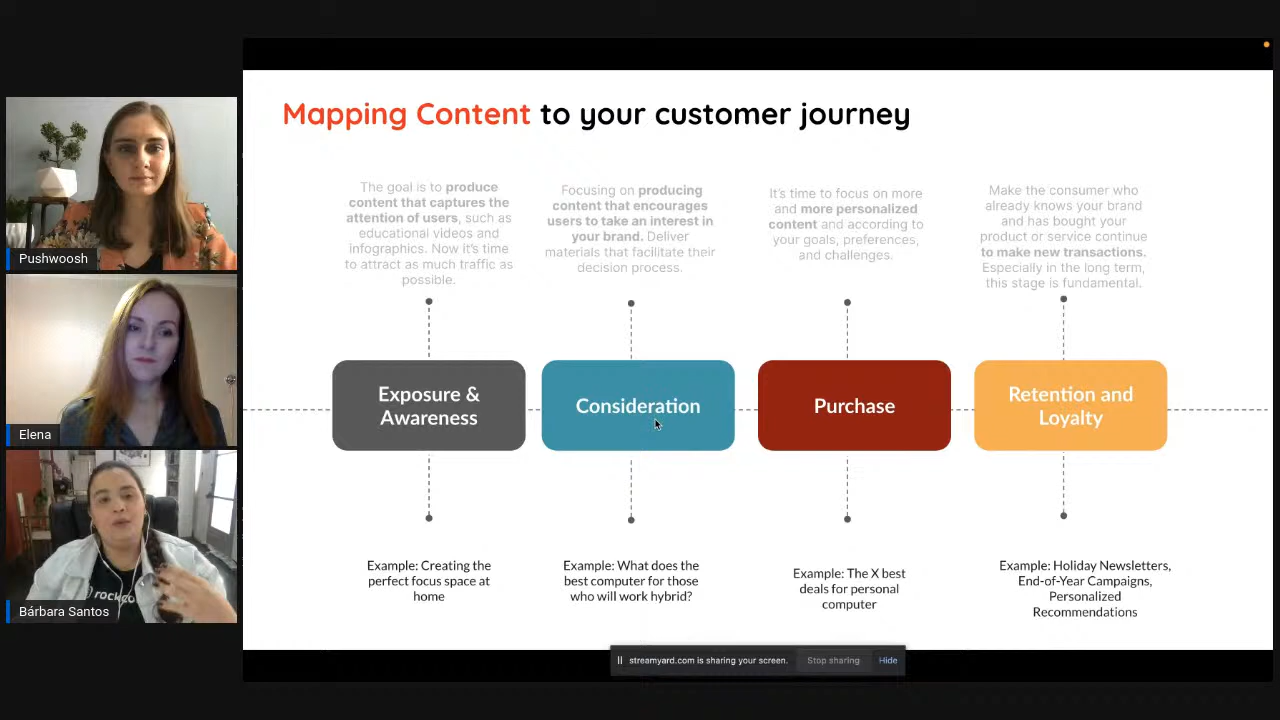 Mapping Content to your customer journey
The goal is to produce
content that captures the
attention of users, such as
educational videos and
infographics. Now it's time
to attract as much traffic as
possible.
Focusing on producing
content that encourages
users to take an interest in
your brand. Deliver
materials that facilitate their
decision process.
It's time to focus on more
and more personalized
content and according to
your goals, preferences,
and challenges.
Make the consumer who
already knows your brand
and has bought your
product or service continue
to make new transactions.
Especially in the long term,
this stage is fundamental.
Exposure &
Awareness
Consideration
Purchase
Retention and
Loyalty
Example: Creating the
perfect focus space at
home
Example: What does the
best computer for those
who will work hybrid?
Example: The X best
deals for personal
computer
Example: Holiday Newsletters,
End-of-Year Campaigns,
Personalized
Recommendations
Pushwoosh
Elena
Bárbara Santos
streamyard.com is sharing your screen.
Stop sharing
Hide